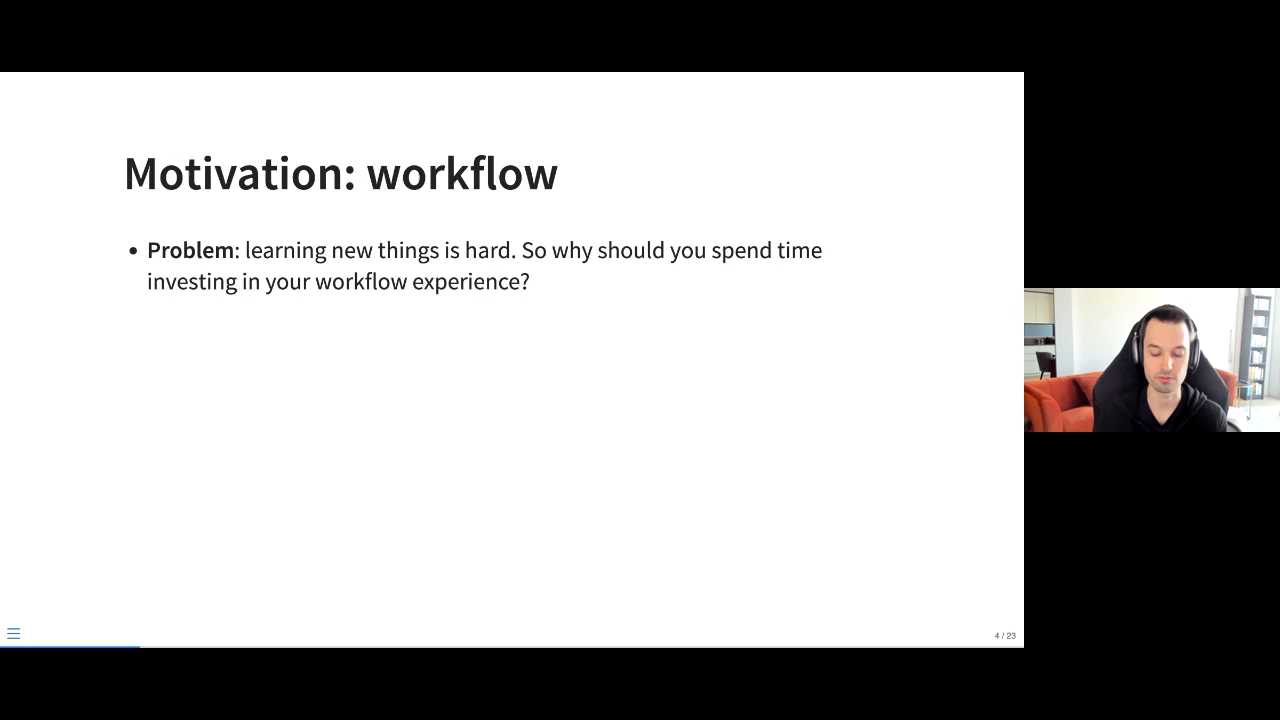 Motivation: workflow
• Problem: learning new things is hard. So why should you spend time
investing in your workflow experience?
4 / 23